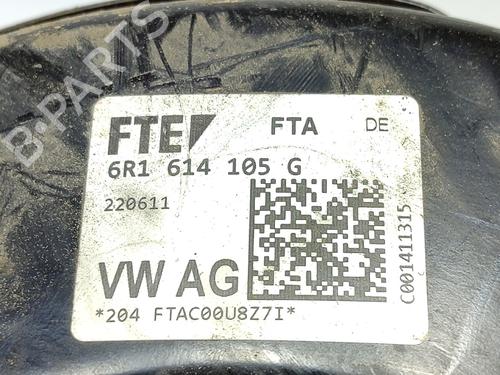 B-PARTS
FTE FTA DE
6R1 614 105 G
220611
VW AG
*204 FTAC00U8Z7I*
C001411315